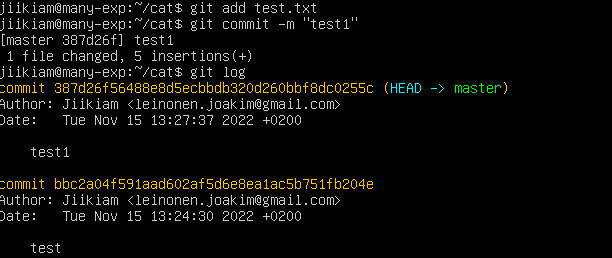 jiikiam@many-exp:~/cat$ git add test.txt
jiikiam@many-exp:~/cat$ git commit -m "test1"
[master 387d26f] test1
 1 file changed, 5 insertions(+)
jiikiam@many-exp:~/cat$ git log
commit 387d26f56488e8d5ecbbdb320d260bbf8dc0255c (HEAD -> master)
Author: Jiikiam <leinonen.joakim@gmail.com>
Date:   Tue Nov 15 13:27:37 2022 +0200
    test1
commit bbc2a04f591aad602af5d6e8ea1ac5b751fb204e
Author: Jiikiam <leinonen.joakim@gmail.com>
Date:   Tue Nov 15 13:24:30 2022 +0200
    test